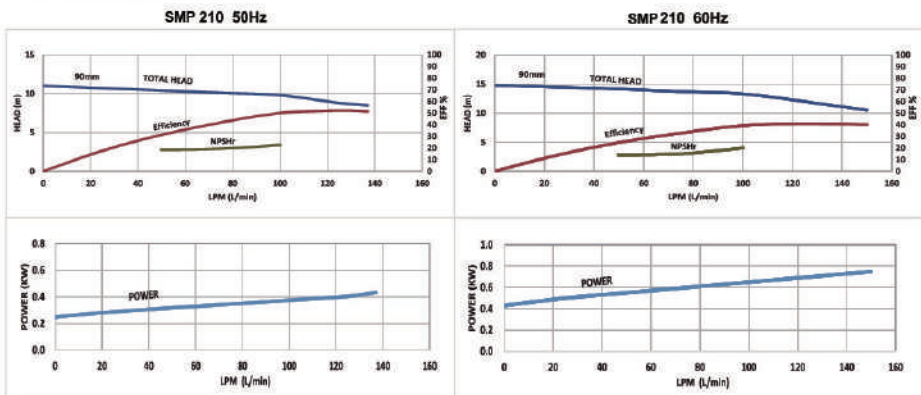 SMP 210 50Hz
15
10
5
0
HEAD (m)
90mm
TOTAL HEAD
Efficiency
NPSHr
100
90
80
70
60
50
40
30
20
10
0
EFF %
0 20 40 60 80 100 120 140 160
LPM (L/min)
SMP 210 60Hz
20
15
10
5
0
HEAD (m)
90mm
TOTAL HEAD
Efficiency
NPSHr
100
90
80
70
60
50
40
30
20
10
0
EFF %
0 20 40 60 80 100 120 140 160
LPM (L/min)
0.8
0.6
0.4
0.2
0.0
POWER (KW)
POWER
0 20 40 60 80 100 120 140 160
LPM (L/min)
1.0
0.8
0.6
0.4
0.2
0.0
POWER (KW)
POWER
0 20 40 60 80 100 120 140 160
LPM (L/min)